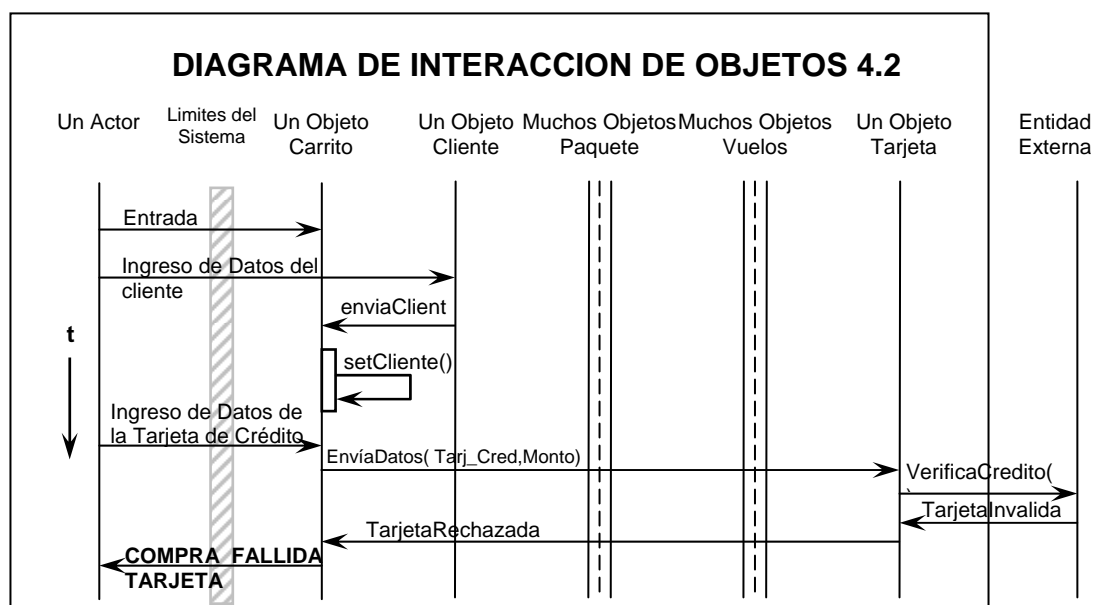 DIAGRAMA DE INTERACCION DE OBJETOS 4.2
Un Actor
Limites del
Sistema
Un Objeto
Carrito
Un Objeto
Cliente
Muchos Objetos
Paquete
Muchos Objetos
Vuelos
Un Objeto
Tarjeta
Entidad
Externa
Entrada
Ingreso de Datos del
cliente
enviaClient
t
setCliente()
Ingreso de Datos de
la Tarjeta de Crédito
EnvíaDatos( Tarj_Cred,Monto)
VerificaCredito(
TarjetaInvalida
TarjetaRechazada
COMPRA FALLIDA
TARJETA